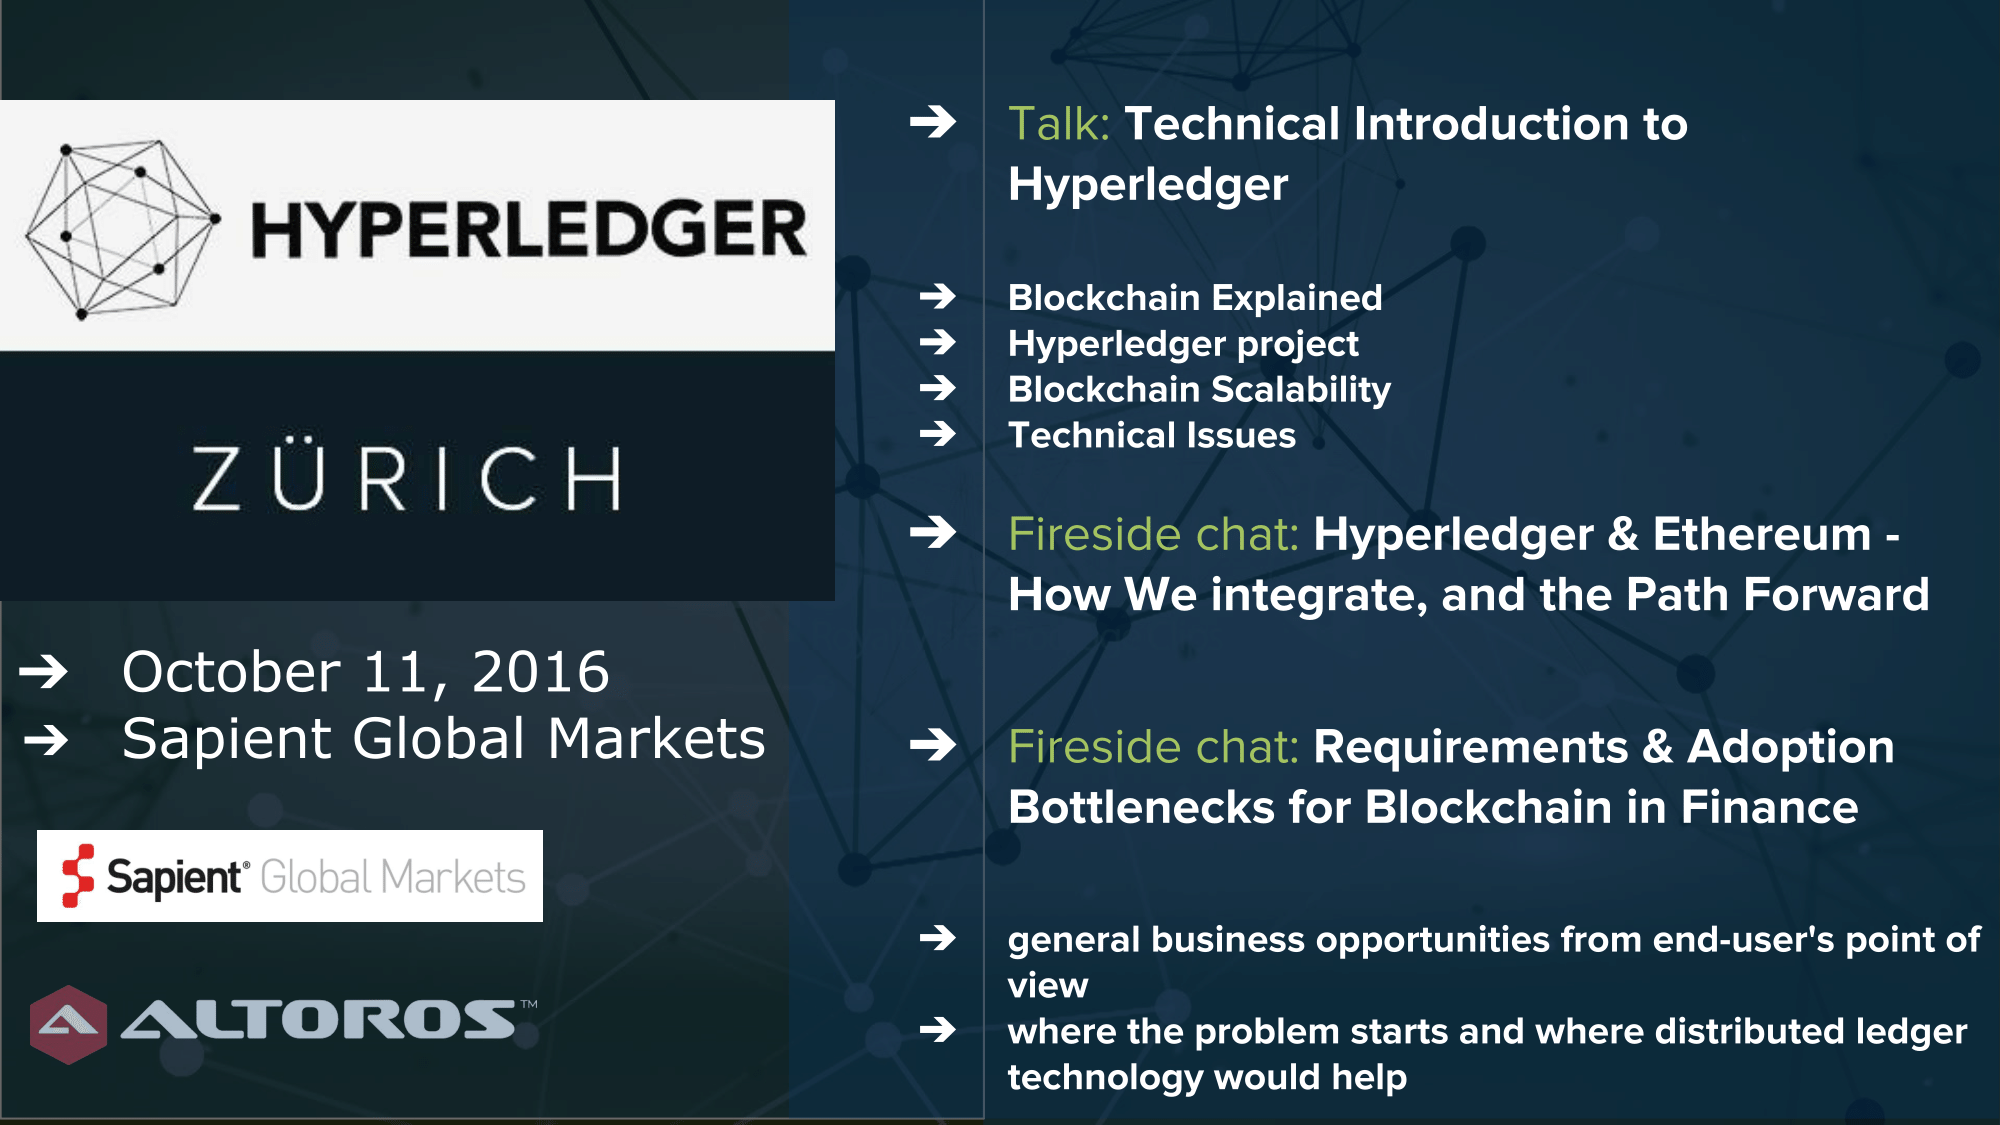 HYPERLEDGER
ZÜRICH
➔ October 11, 2016
➔ Sapient Global Markets
Sapient® Global Markets
ALTOROS™
➔ Talk: Technical Introduction to
Hyperledger
➔ Blockchain Explained
➔ Hyperledger project
➔ Blockchain Scalability
➔ Technical Issues
➔ Fireside chat: Hyperledger & Ethereum -
How We integrate, and the Path Forward
➔ Fireside chat: Requirements & Adoption
Bottlenecks for Blockchain in Finance
➔ general business opportunities from end-user's point of
view
➔ where the problem starts and where distributed ledger
technology would help